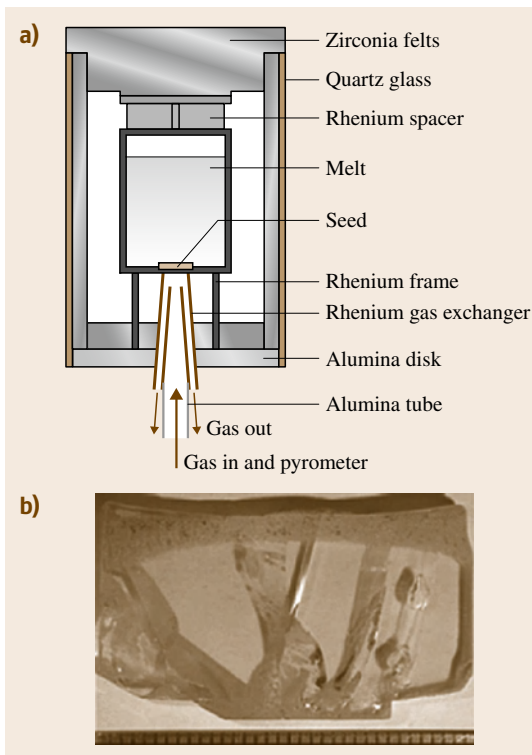 a)
Zirconia felts
Quartz glass
Rhenium spacer
Melt
Seed
Rhenium frame
Rhenium gas exchanger
Alumina disk
Alumina tube
Gas out
Gas in and pyrometer
b)